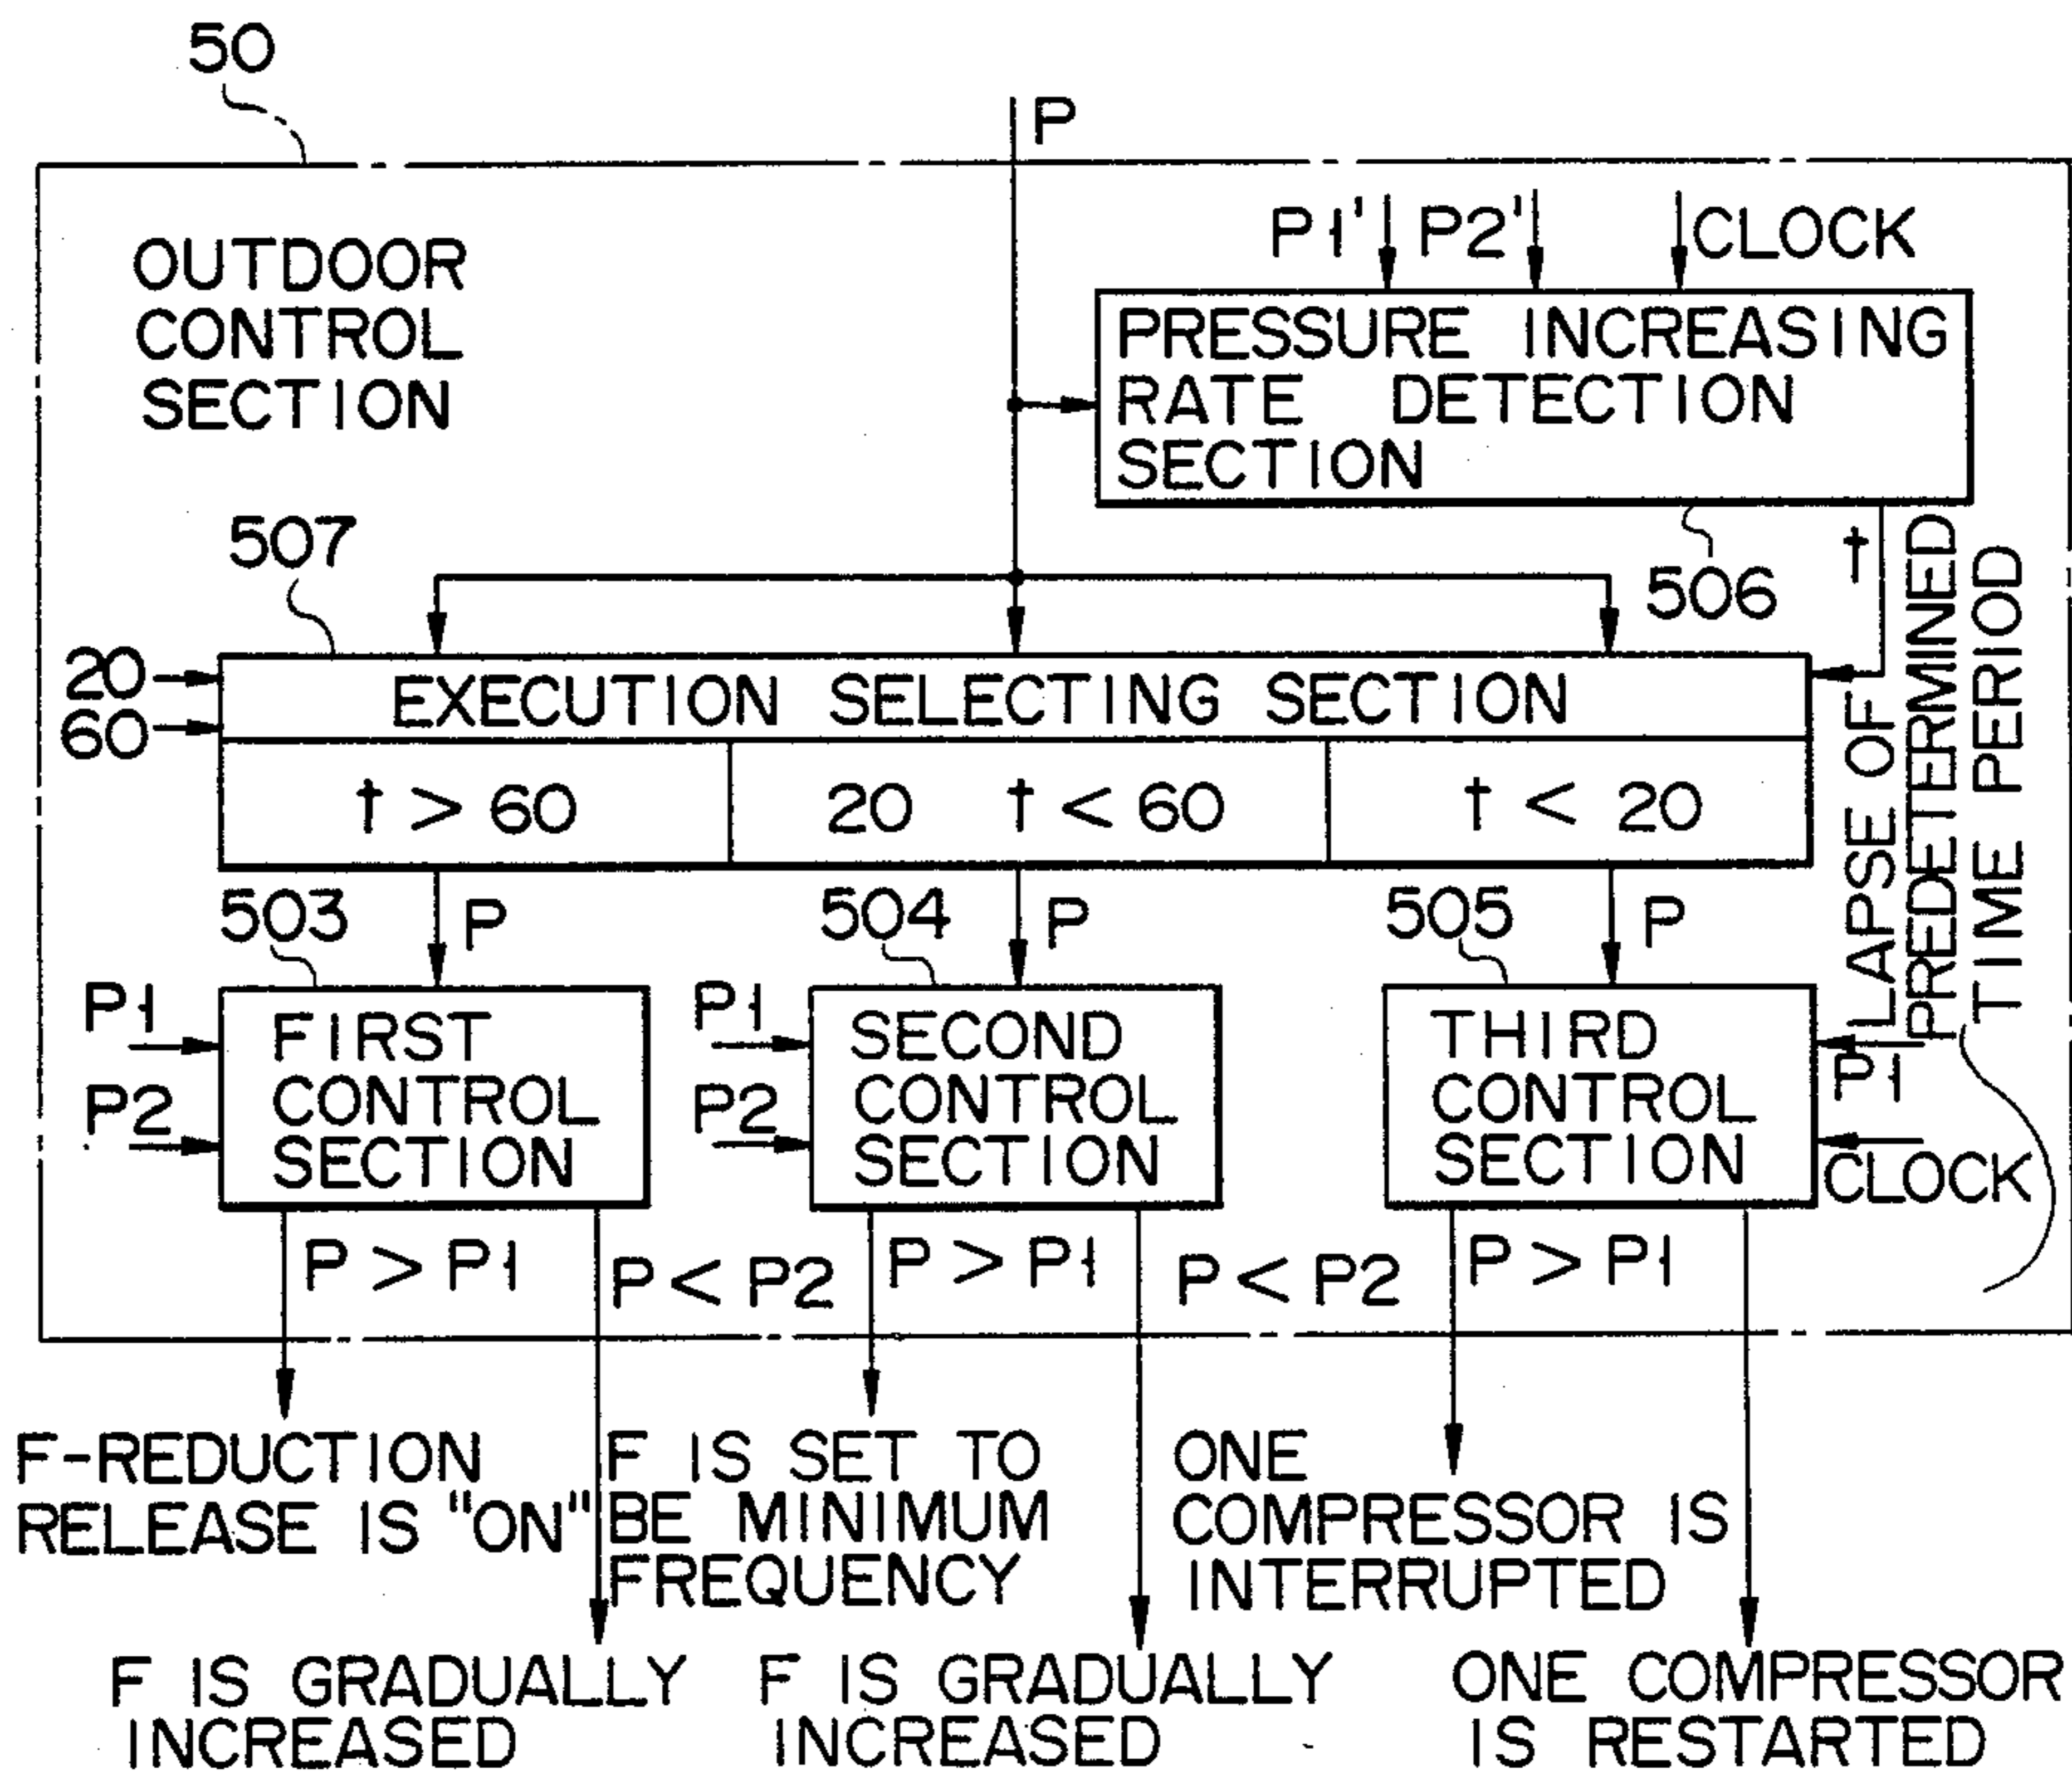 50
P
OUTDOOR
CONTROL
SECTION
P1' P2' CLOCK
PRESSURE INCREASING
RATE DETECTION
SECTION
507
506
t
LAPSE OF
PREDETERMINED
TIME PERIOD
20
60
EXECUTION SELECTING SECTION
t > 60
20 t < 60
t < 20
503
P
504
P
505
P
P1
P2
FIRST
CONTROL
SECTION
P1
P2
SECOND
CONTROL
SECTION
THIRD
CONTROL
SECTION
P1
CLOCK
P > P1
P < P2
P > P1
P < P2
P > P1
F-REDUCTION
RELEASE IS "ON"
F IS SET TO
BE MINIMUM
FREQUENCY
ONE
COMPRESSOR IS
INTERRUPTED
F IS GRADUALLY
INCREASED
F IS GRADUALLY
INCREASED
ONE COMPRESSOR
IS RESTARTED